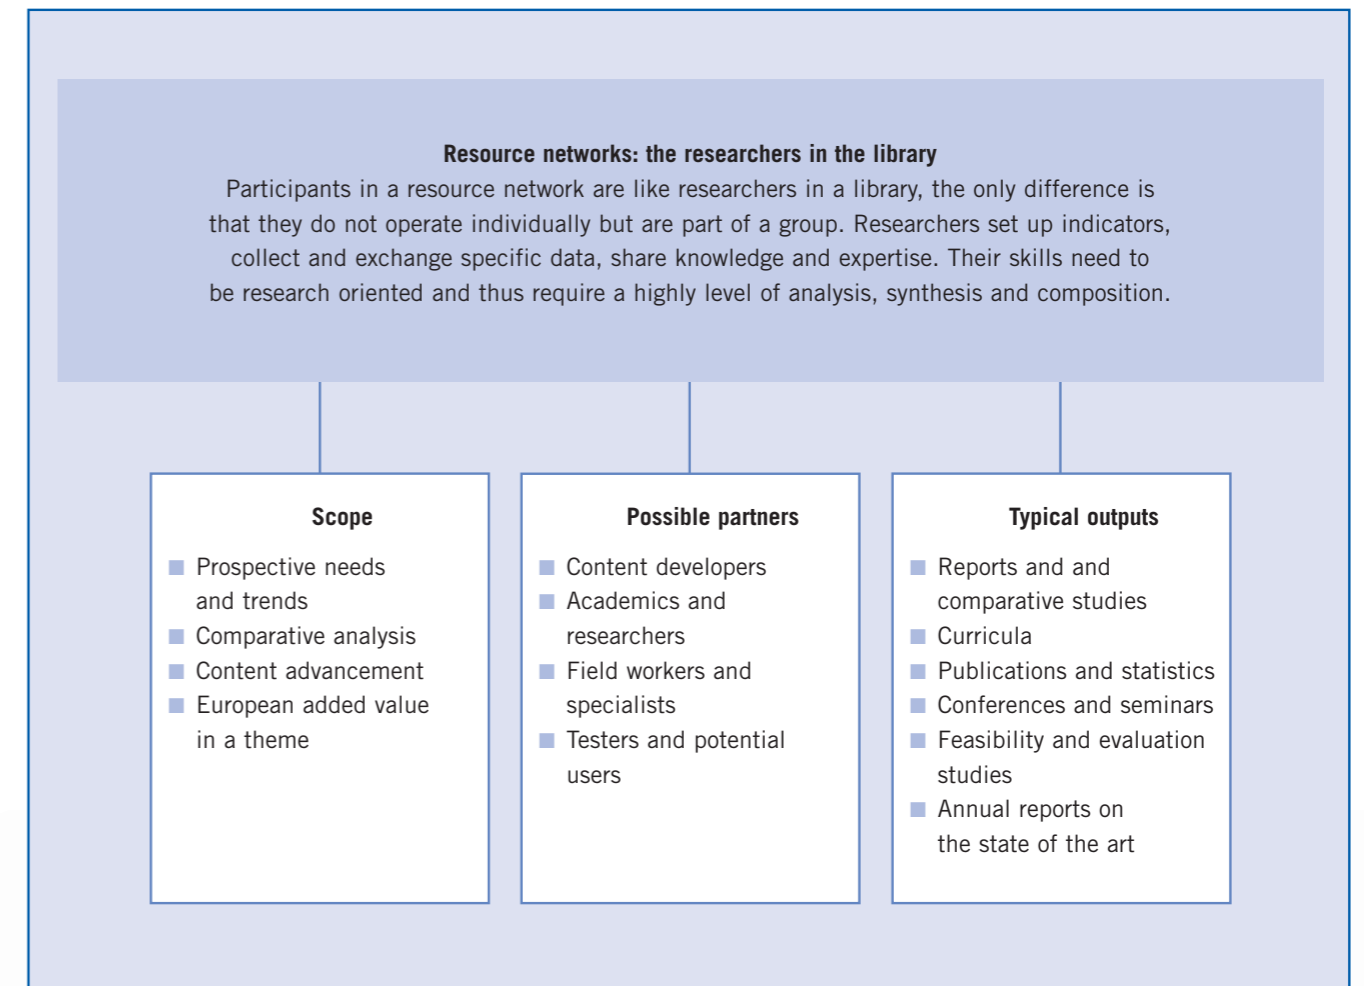 Resource networks: the researchers in the library
Participants in a resource network are like researchers in a library, the only difference is
that they do not operate individually but are part of a group. Researchers set up indicators,
collect and exchange specific data, share knowledge and expertise. Their skills need to
be research oriented and thus require a highly level of analysis, synthesis and composition.
Scope
Prospective needs
and trends
Comparative analysis
Content advancement
European added value
in a theme
Possible partners
Content developers
Academics and
researchers
Field workers and
specialists
Testers and potential
users
Typical outputs
Reports and and
comparative studies
Curricula
Publications and statistics
Conferences and seminars
Feasibility and evaluation
studies
Annual reports on
the state of the art